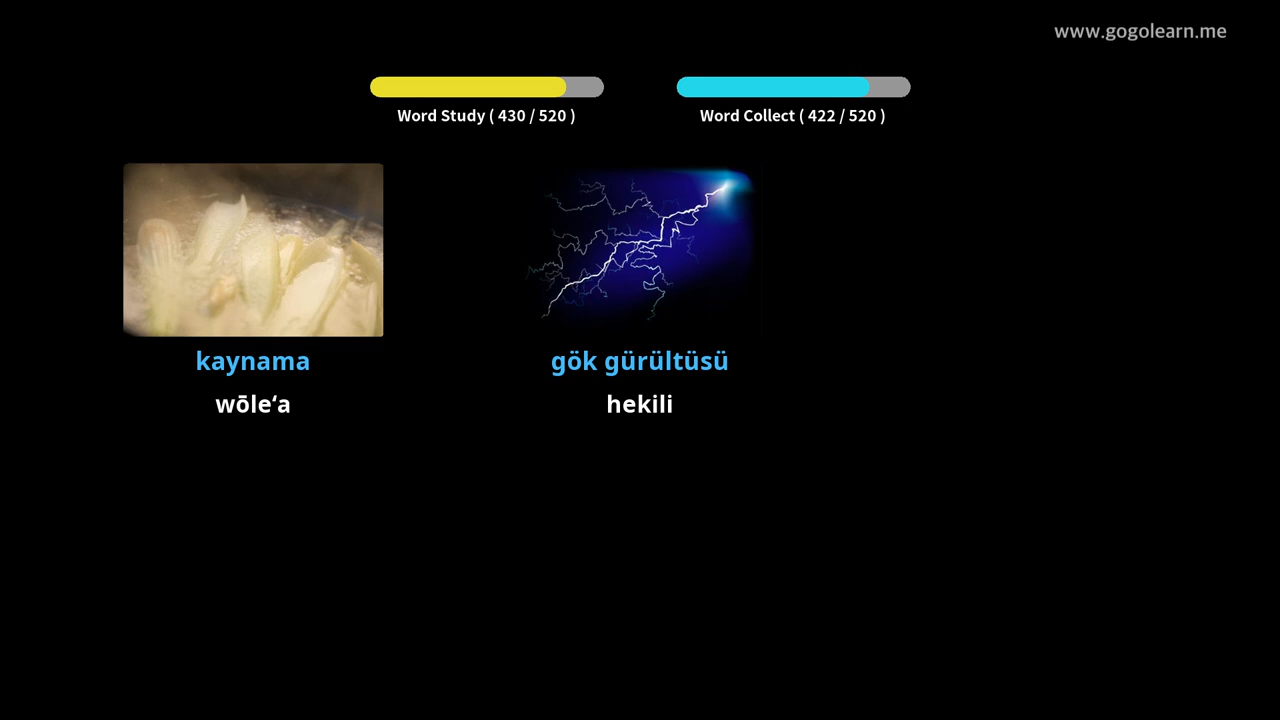 www.gogolearn.me
Word Study ( 430 / 520 )
Word Collect ( 422 / 520 )
kaynama
wōleʻa
gök gürültüsü
hekili